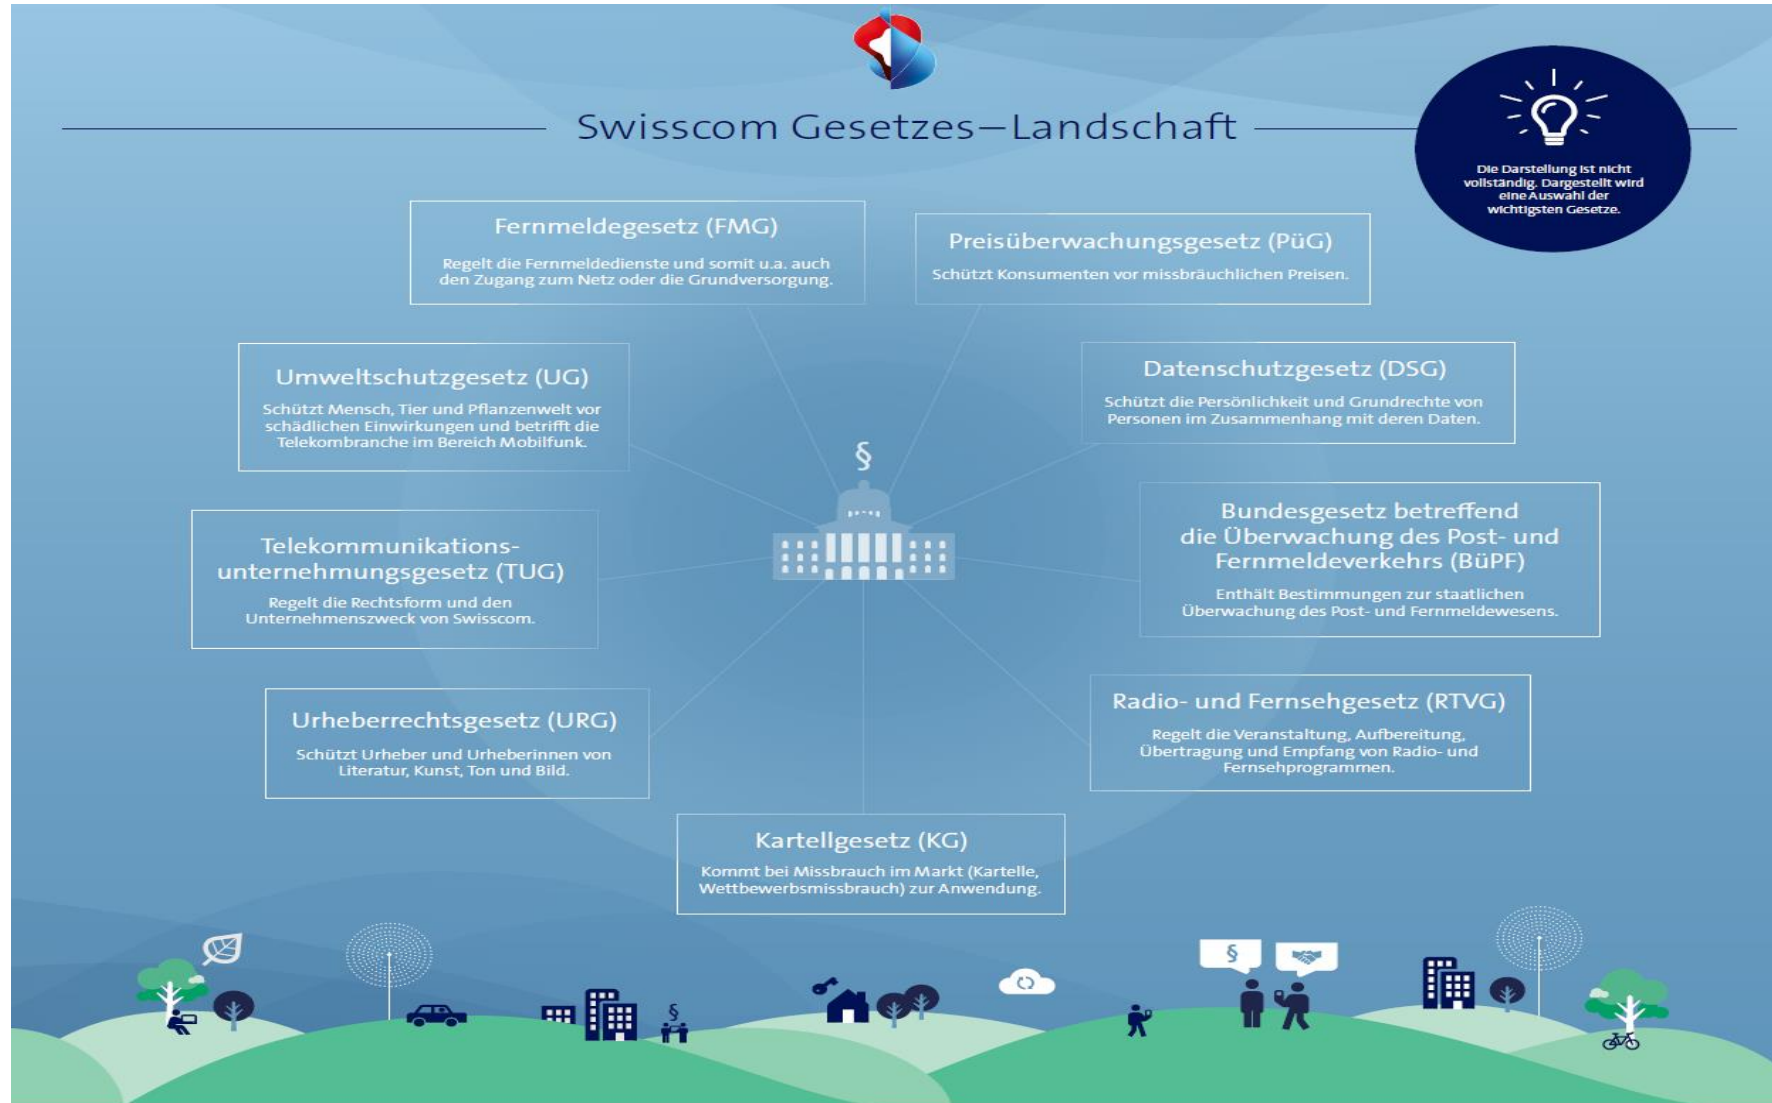 Swisscom Gesetzes–Landschaft
Die Darstellung ist nicht
vollständig. Dargestellt wird
eine Auswahl der
wichtigsten Gesetze.
Fernmeldegesetz (FMG)
Regelt die Fernmeldedienste und somit u.a. auch
den Zugang zum Netz oder die Grundversorgung.
Preisüberwachungsgesetz (PüG)
Schützt Konsumenten vor missbräuchlichen Preisen.
Umweltschutzgesetz (UG)
Schützt Mensch, Tier und Pflanzenwelt vor
schädlichen Einwirkungen und betrifft die
Telekombranche im Bereich Mobilfunk.
Datenschutzgesetz (DSG)
Schützt die Persönlichkeit und Grundrechte von
Personen im Zusammenhang mit deren Daten.
§
Telekommunikations-
unternehmungsgesetz (TUG)
Regelt die Rechtsform und den
Unternehmenszweck von Swisscom.
Bundesgesetz betreffend
die Überwachung des Post- und
Fernmeldeverkehrs (BüPF)
Enthält Bestimmungen zur staatlichen
Überwachung des Post- und Fernmeldewesens.
Urheberrechtsgesetz (URG)
Schützt Urheber und Urheberinnen von
Literatur, Kunst, Ton und Bild.
Radio- und Fernsehgesetz (RTVG)
Regelt die Veranstaltung, Aufbereitung,
Übertragung und Empfang von Radio- und
Fernsehprogrammen.
Kartellgesetz (KG)
Kommt bei Missbrauch im Markt (Kartelle,
Wettbewerbsmissbrauch) zur Anwendung.
§
§